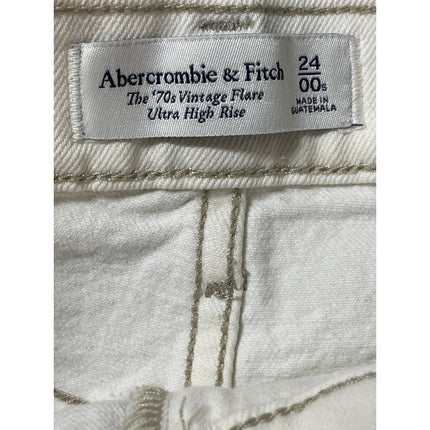 Abercrombie & Fitch
The '70s Vintage Flare
Ultra High Rise
24
00s
MADE IN
GUATEMALA